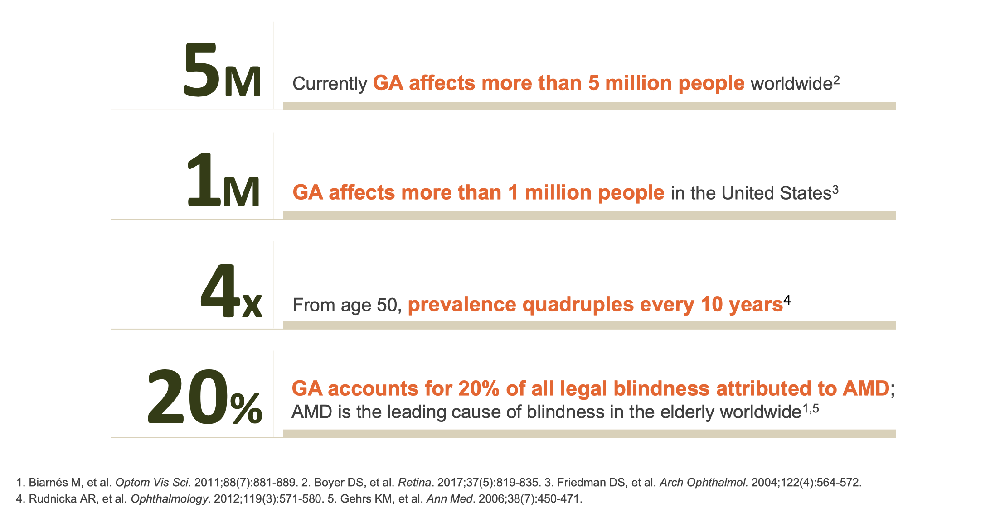 5M
Currently GA affects more than 5 million people worldwide2
1M
GA affects more than 1 million people in the United States3
4x
From age 50, prevalence quadruples every 10 years4
20%
GA accounts for 20% of all legal blindness attributed to AMD;
AMD is the leading cause of blindness in the elderly worldwide1,5
1. Biarnés M, et al. Optom Vis Sci. 2011;88(7):881-889. 2. Boyer DS, et al. Retina. 2017;37(5):819-835. 3. Friedman DS, et al. Arch Ophthalmol. 2004;122(4):564-572.
4. Rudnicka AR, et al. Ophthalmology. 2012;119(3):571-580. 5. Gehrs KM, et al. Ann Med. 2006;38(7):450-471.